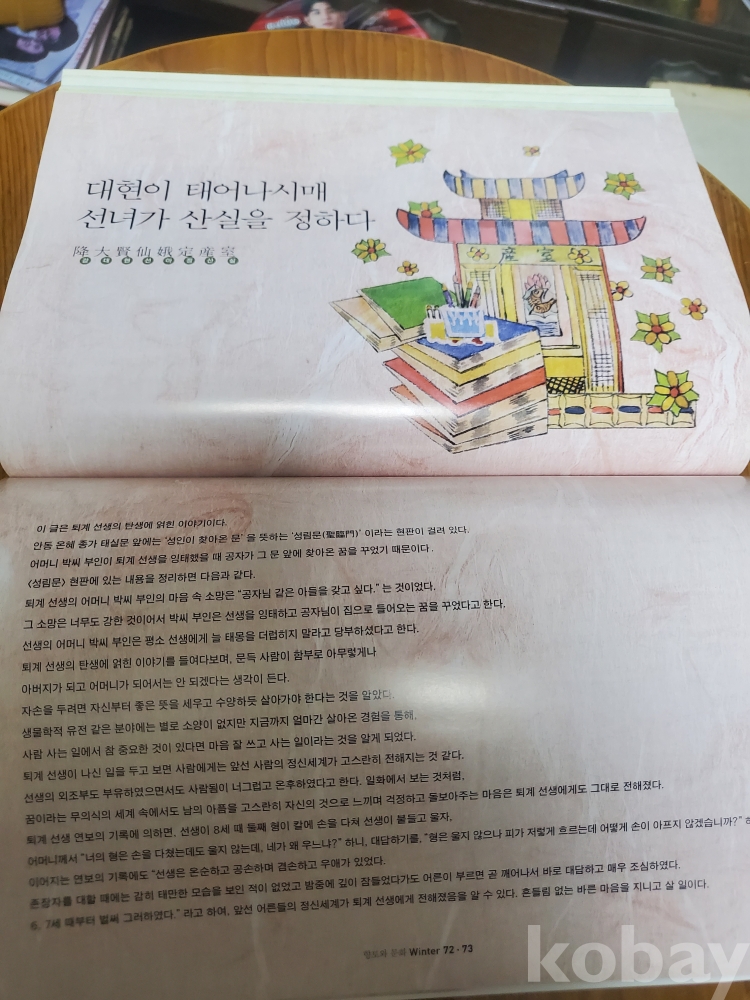 대현이 태어나시매
선녀가 산실을 정하다
降大賢仙娥定産室
강대현선아정산실
産室
이 글은 퇴계 선생의 탄생에 얽힌 이야기이다.
안동 온혜 종가 태실문 앞에는 '성인이 찾아온 문' 을 뜻하는 '성림문(聖臨門)' 이라는 현판이 걸려 있다.
어머니 박씨 부인이 퇴계 선생을 잉태했을 때 공자가 그 문 앞에 찾아온 꿈을 꾸었기 때문이다.
〈성림문〉 현판에 있는 내용을 정리하면 다음과 같다.
퇴계 선생의 어머니 박씨 부인의 마음 속 소망은 "공자님 같은 아들을 갖고 싶다." 는 것이었다.
그 소망은 너무도 강한 것이어서 박씨 부인은 선생을 잉태하고 공자님이 집으로 들어오는 꿈을 꾸었다고 한다.
선생의 어머니 박씨 부인은 평소 선생에게 늘 태몽을 더럽히지 말라고 당부하셨다고 한다.
퇴계 선생의 탄생에 얽힌 이야기를 들여다보며, 문득 사람이 함부로 아무렇게나
아버지가 되고 어머니가 되어서는 안 되겠다는 생각이 든다.
자손을 두려면 자신부터 좋은 뜻을 세우고 수양하듯 살아가야 한다는 것을 알았다.
생물학적 유전 같은 분야에는 별로 소양이 없지만 지금까지 얼마간 살아온 경험을 통해,
사람 사는 일에서 참 중요한 것이 있다면 마음 잘 쓰고 사는 일이라는 것을 알게 되었다.
퇴계 선생이 나신 일을 두고 보면 사람에게는 앞선 사람의 정신세계가 고스란히 전해지는 것 같다.
선생의 외조부도 부유하였으면서도 사람됨이 너그럽고 온후하였다고 한다. 일화에서 보는 것처럼,
꿈이라는 무의식의 세계 속에서도 남의 아픔을 고스란히 자신의 것으로 느끼며 걱정하고 돌보아주는 마음은 퇴계 선생에게도 그대로 전해졌다.
퇴계 선생 연보의 기록에 의하면, 선생이 8세 때 둘째 형이 칼에 손을 다쳐 선생이 붙들고 울자,
어머니께서 "너의 형은 손을 다쳤는데도 울지 않는데, 네가 왜 우느냐?" 하니, 대답하기를, "형은 울지 않으나 피가 저렇게 흐르는데 어떻게 손이 아프지 않겠습니까?"
이어지는 연보의 기록에도 "선생은 온순하고 공손하며 겸손하고 우애가 있었다.
존장자를 대할 때에는 감히 태만한 모습을 보인 적이 없었고 밤중에 깊이 잠들었다가도 어른이 부르면 곧 깨어나서 바로 대답하고 매우 조심하였다.
6, 7세 때부터 벌써 그러하였다." 라고 하여, 앞선 어른들의 정신세계가 퇴계 선생에게 전해졌음을 알 수 있다. 흔들림 없는 바른 마음을 지니고 살 일이다.
향토와 문화 Winter 72 · 73
kobay